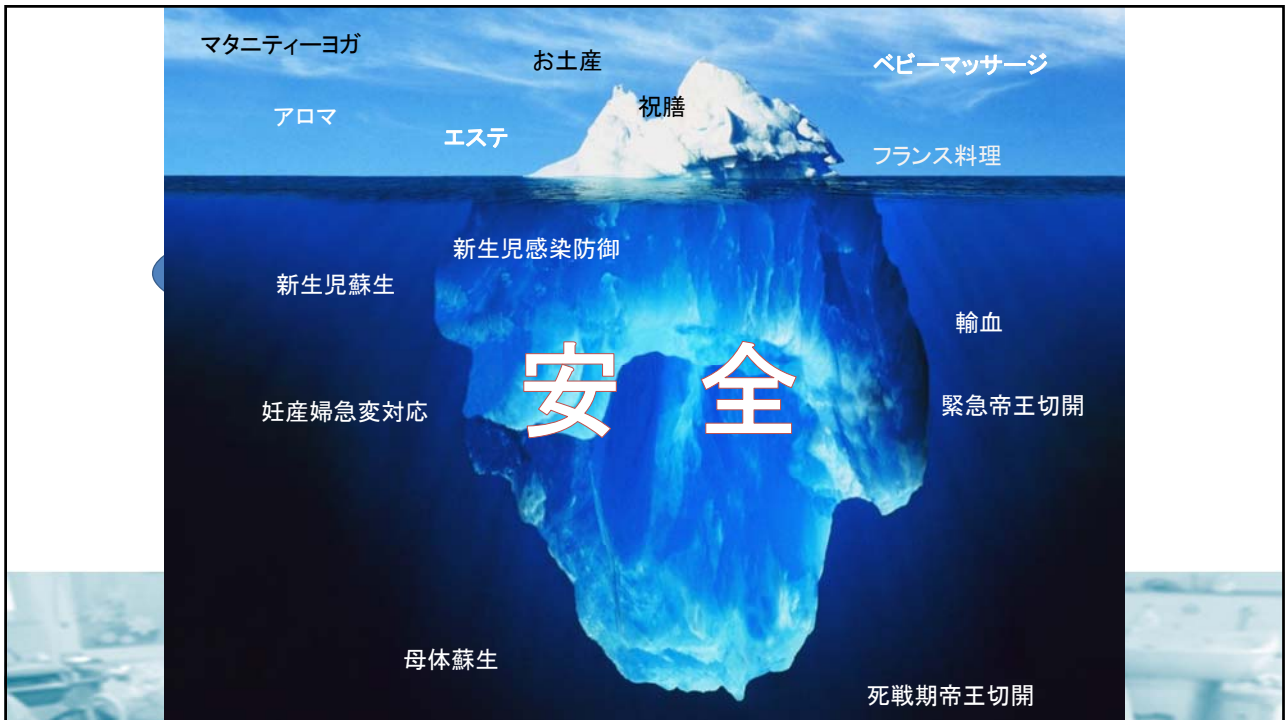 マタニティーヨガ
お土産
ベビーマッサージ
祝膳
アロマ
エステ
フランス料理
新生児感染防御
新生児蘇生
輸血
安 全
妊産婦急変対応
緊急帝王切開
母体蘇生
死戦期帝王切開